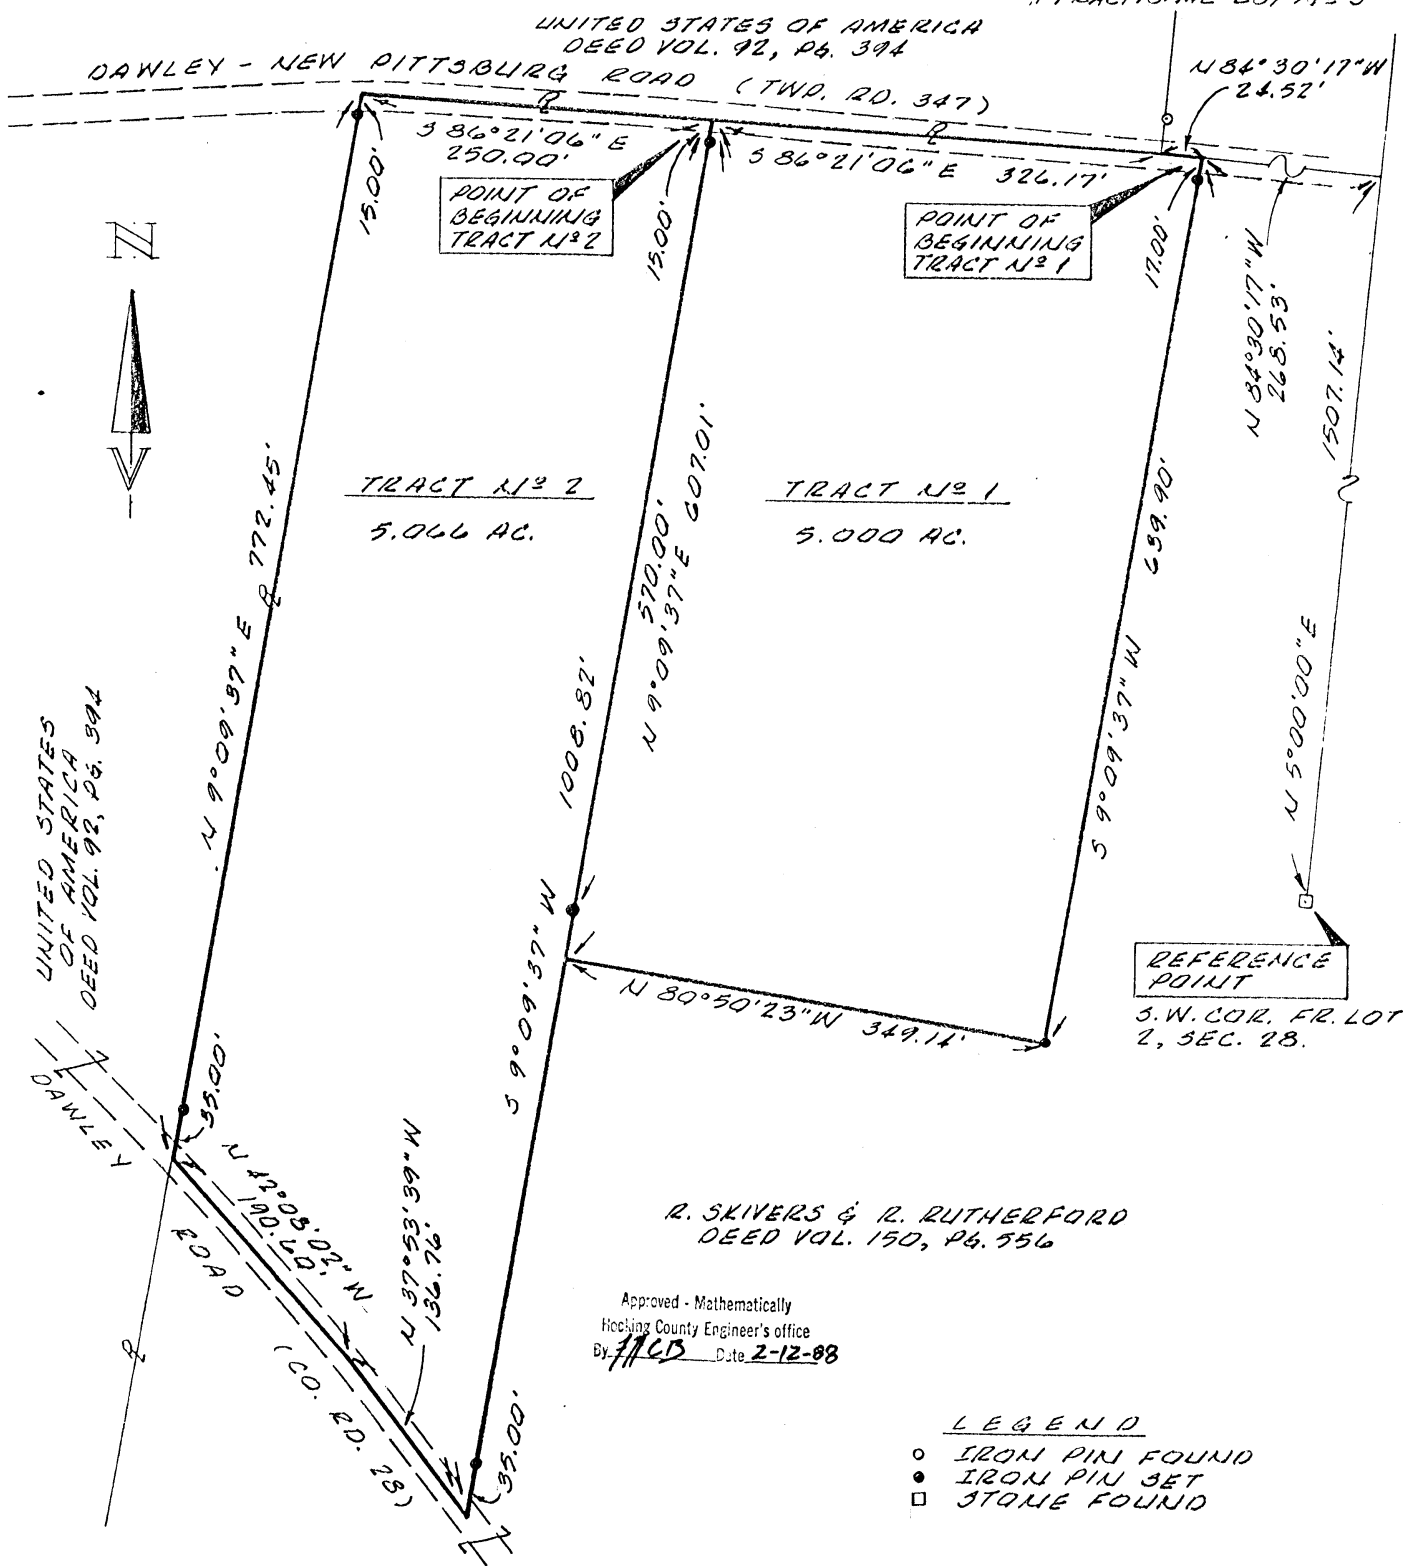 UNITED STATES OF AMERICA
DEED VOL. 92, PG. 394
DAWLEY - NEW PITTSBURG ROAD (TWP. RD. 347)
N 84°30'17"W
24.52'
S 86°21'06"E
250.00'
S 86°21'06"E 326.17'
POINT OF
BEGINNING
TRACT Nº 2
POINT OF
BEGINNING
TRACT Nº 1
15.00'
15.00'
17.00'
N
N 84°30'17"W
268.53'
1507.14'
N 5°00'00"E
TRACT Nº 2
5.066 AC.
TRACT Nº 1
5.000 AC.
N 9°09'37"E 772.45'
570.00'
N 9°09'37"E 607.01'
S 9°09'37"W 1008.82'
S 9°09'37"W 639.90'
UNITED STATES
OF AMERICA
DEED VOL. 92, PG. 394
REFERENCE
POINT
S.W. COR. FR. LOT
2, SEC. 28.
N 80°50'23"W 349.14'
35.00'
DAWLEY
ROAD
(CO. RD. 28)
N 42°08'02"W
190.60'
N 37°53'39"W
136.76'
35.00'
R. SKIVERS & R. RUTHERFORD
DEED VOL. 150, PG. 556
Approved - Mathematically
Hocking County Engineer's office
By Date 2-12-88
LEGEND
IRON PIN FOUND
IRON PIN SET
STONE FOUND